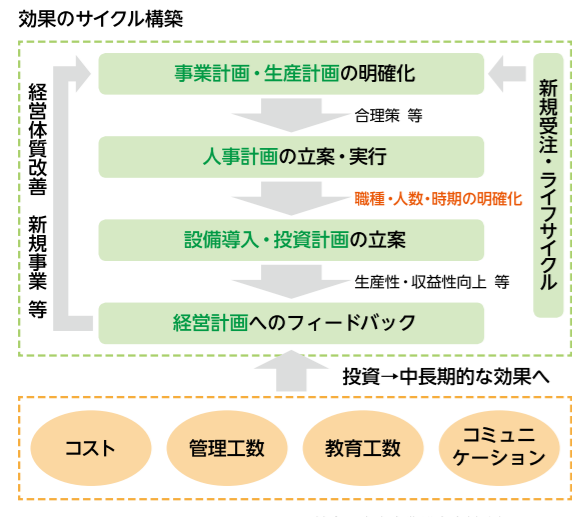 効果のサイクル構築
事業計画・生産計画の明確化
合理策 等
人事計画の立案・実行
職種・人数・時期の明確化
設備導入・投資計画の立案
生産性・収益性向上 等
経営計画へのフィードバック
経営体質改善 新規事業 等
新規受注・ライフサイクル
投資→中長期的な効果へ
コスト
管理工数
教育工数
コミュニ
ケーション